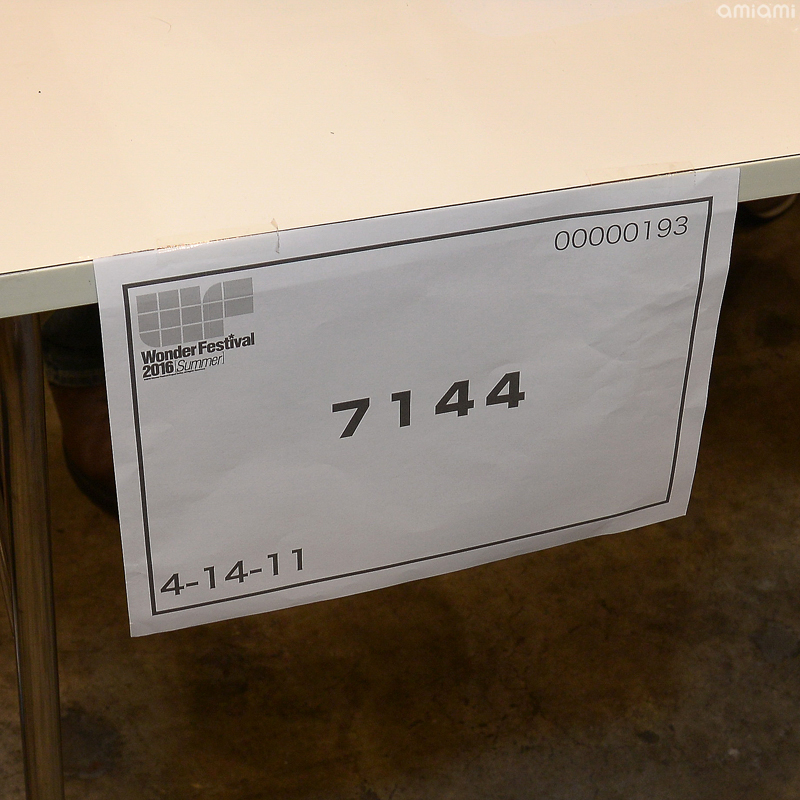 amiami
00000193
Wonder Festival
2016 Summer
7144
4-14-11